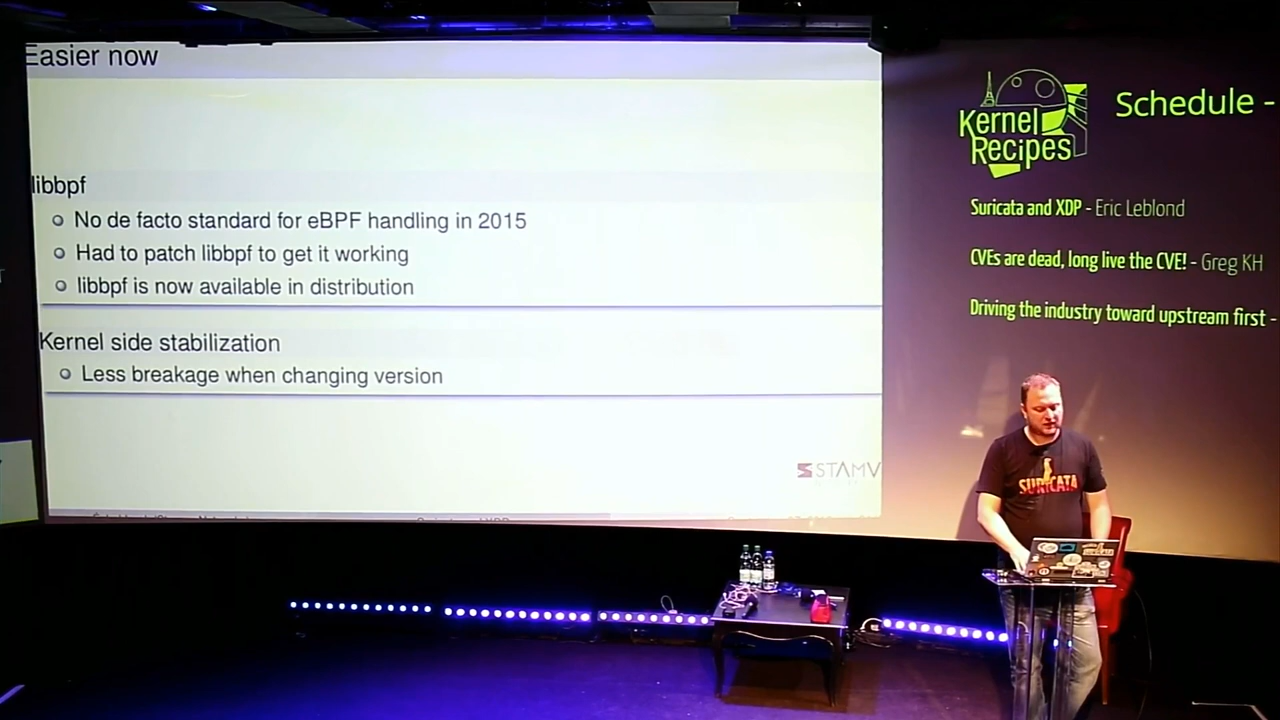 Easier now
libbpf
No de facto standard for eBPF handling in 2015
Had to patch libbpf to get it working
libbpf is now available in distribution
Kernel side stabilization
Less breakage when changing version
STAMV
Kernel
Recipes
Schedule -
Suricata and XDP - Eric Leblond
CVEs are dead, long live the CVE! - Greg KH
Driving the industry toward upstream first -
SURICATA